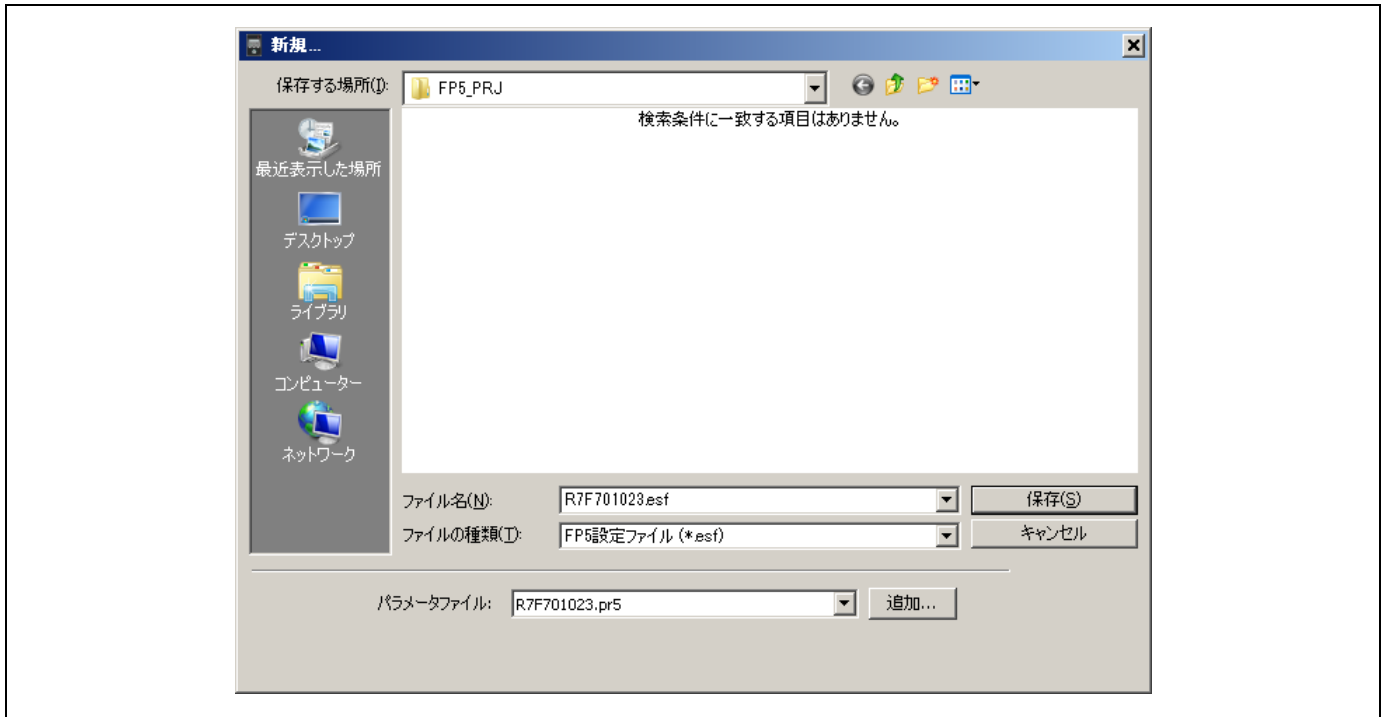 新規...
保存する場所(I):
FP5_PRJ
検索条件に一致する項目はありません。
最近表示した場所
デスクトップ
ライブラリ
コンピューター
ネットワーク
ファイル名(N):
R7F701023.esf
保存(S)
ファイルの種類(T):
FP5設定ファイル (*.esf)
キャンセル
パラメータファイル:
R7F701023.pr5
追加...